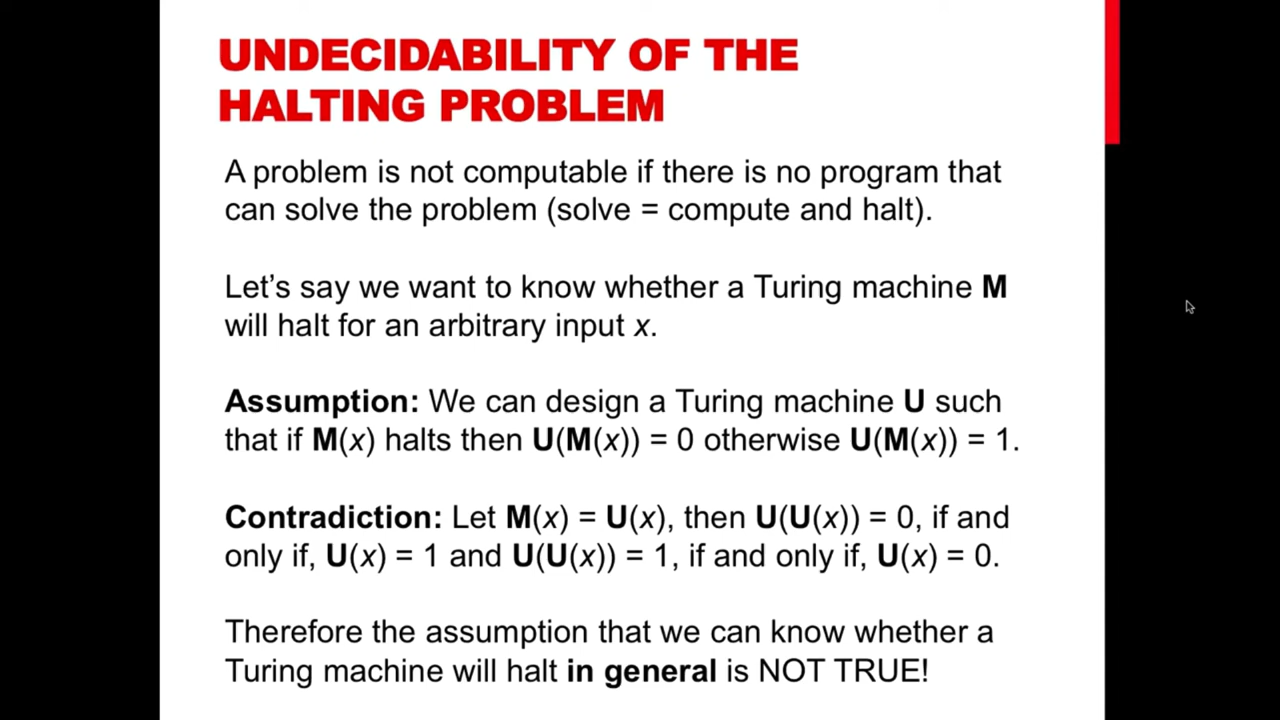 UNDECIDABILITY OF THE
HALTING PROBLEM
A problem is not computable if there is no program that
can solve the problem (solve = compute and halt).
Let’s say we want to know whether a Turing machine M
will halt for an arbitrary input x.
Assumption: We can design a Turing machine U such
that if M(x) halts then U(M(x)) = 0 otherwise U(M(x)) = 1.
Contradiction: Let M(x) = U(x), then U(U(x)) = 0, if and
only if, U(x) = 1 and U(U(x)) = 1, if and only if, U(x) = 0.
Therefore the assumption that we can know whether a
Turing machine will halt in general is NOT TRUE!